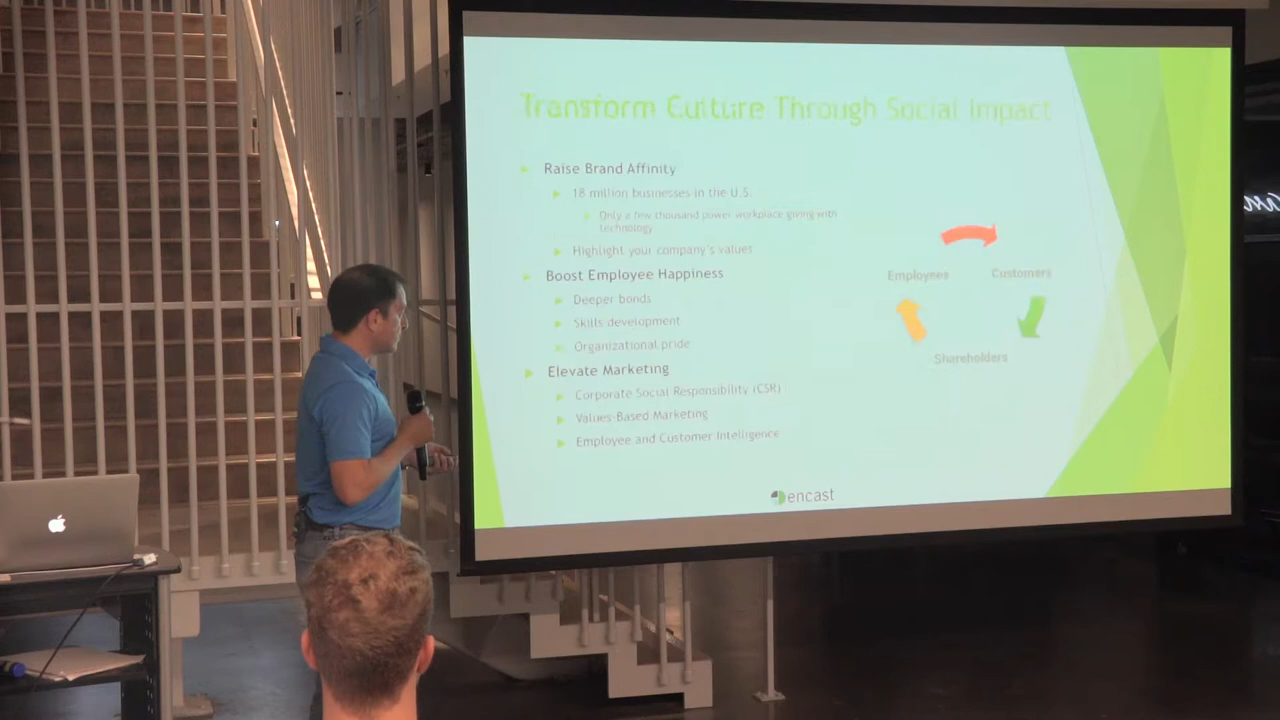 Transform Culture Through Social Impact
Raise Brand Affinity
18 million businesses in the U.S.
Only a few thousand power workplace giving with
technology
Highlight your company's values
Boost Employee Happiness
Deeper bonds
Skills development
Organizational pride
Elevate Marketing
Corporate Social Responsibility (CSR)
Values-Based Marketing
Employee and Customer Intelligence
Employees
Customers
Shareholders
encast